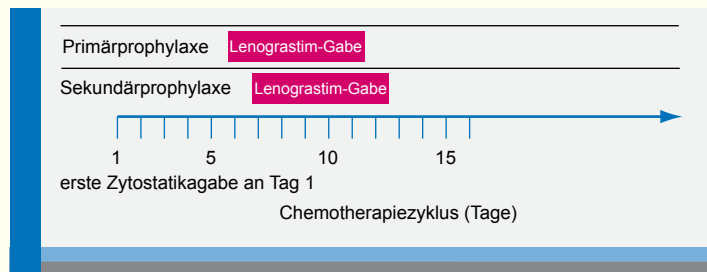 Primärprophylaxe Lenograstim-Gabe
Sekundärprophylaxe Lenograstim-Gabe
1 5 10 15
erste Zytostatikagabe an Tag 1
Chemotherapiezyklus (Tage)